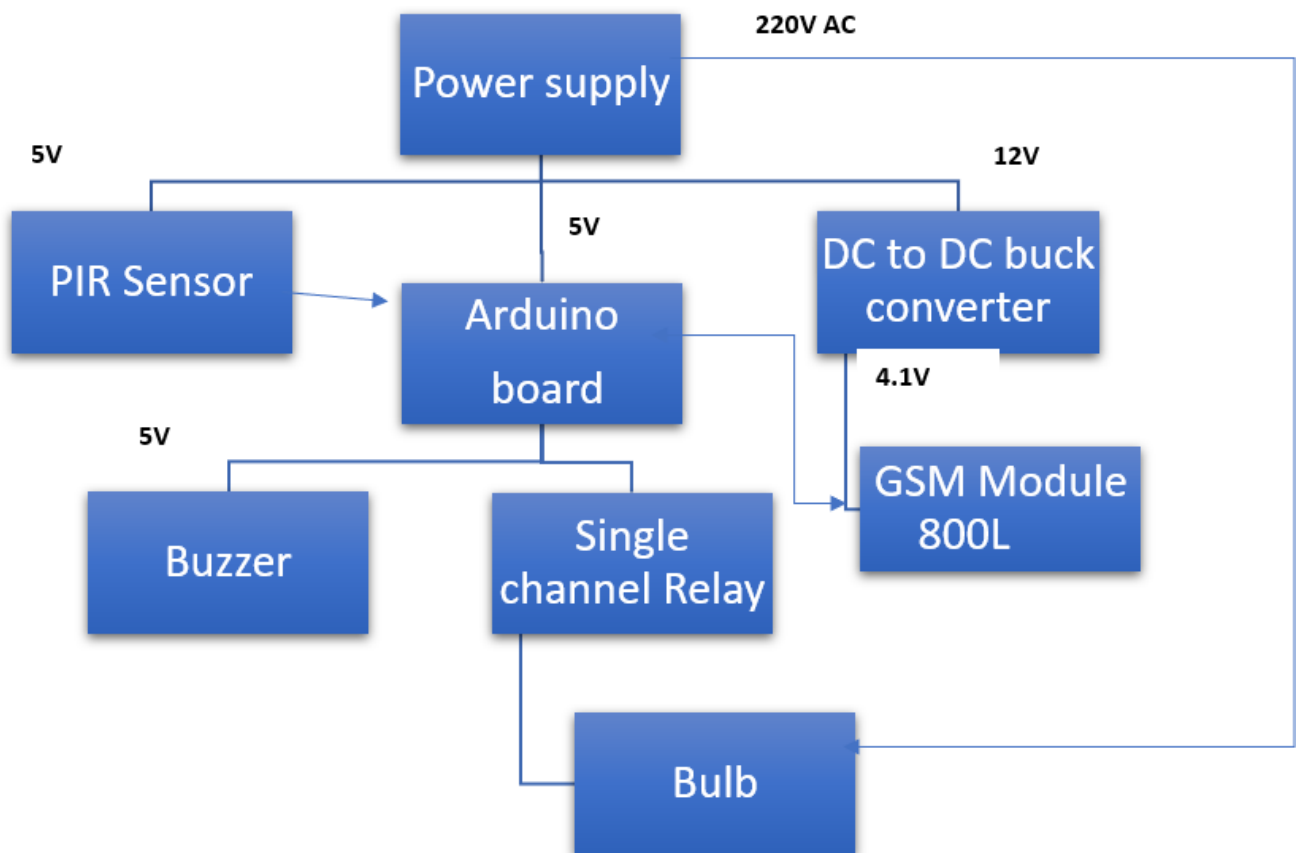 220V AC
Power supply
5V
12V
PIR Sensor
5V
DC to DC buck
converter
Arduino
board
4.1V
5V
GSM Module
800L
Buzzer
Single
channel Relay
Bulb